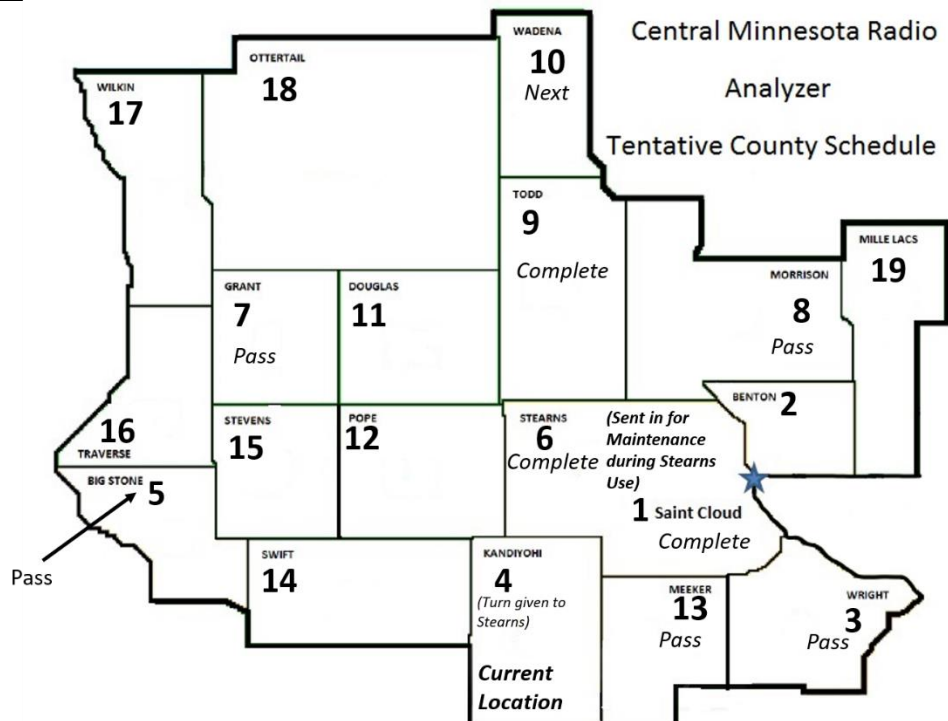 Central Minnesota Radio
Analyzer
Tentative County Schedule
WADENA
10
Next
OTTERTAIL
18
WILKIN
17
TODD
9
Complete
MILLE LACS
19
MORRISON
8
Pass
GRANT
7
Pass
DOUGLAS
11
BENTON 2
16
TRAVERSE
STEVENS
15
POPE
12
STEARNS
6
Complete
(Sent in for
Maintenance
during Stearns
Use)
1 Saint Cloud
Complete
BIG STONE 5
Pass
SWIFT
14
KANDIYOHI
4
(Turn given to
Stearns)
Current
Location
MEEKER
13
Pass
WRIGHT
3
Pass